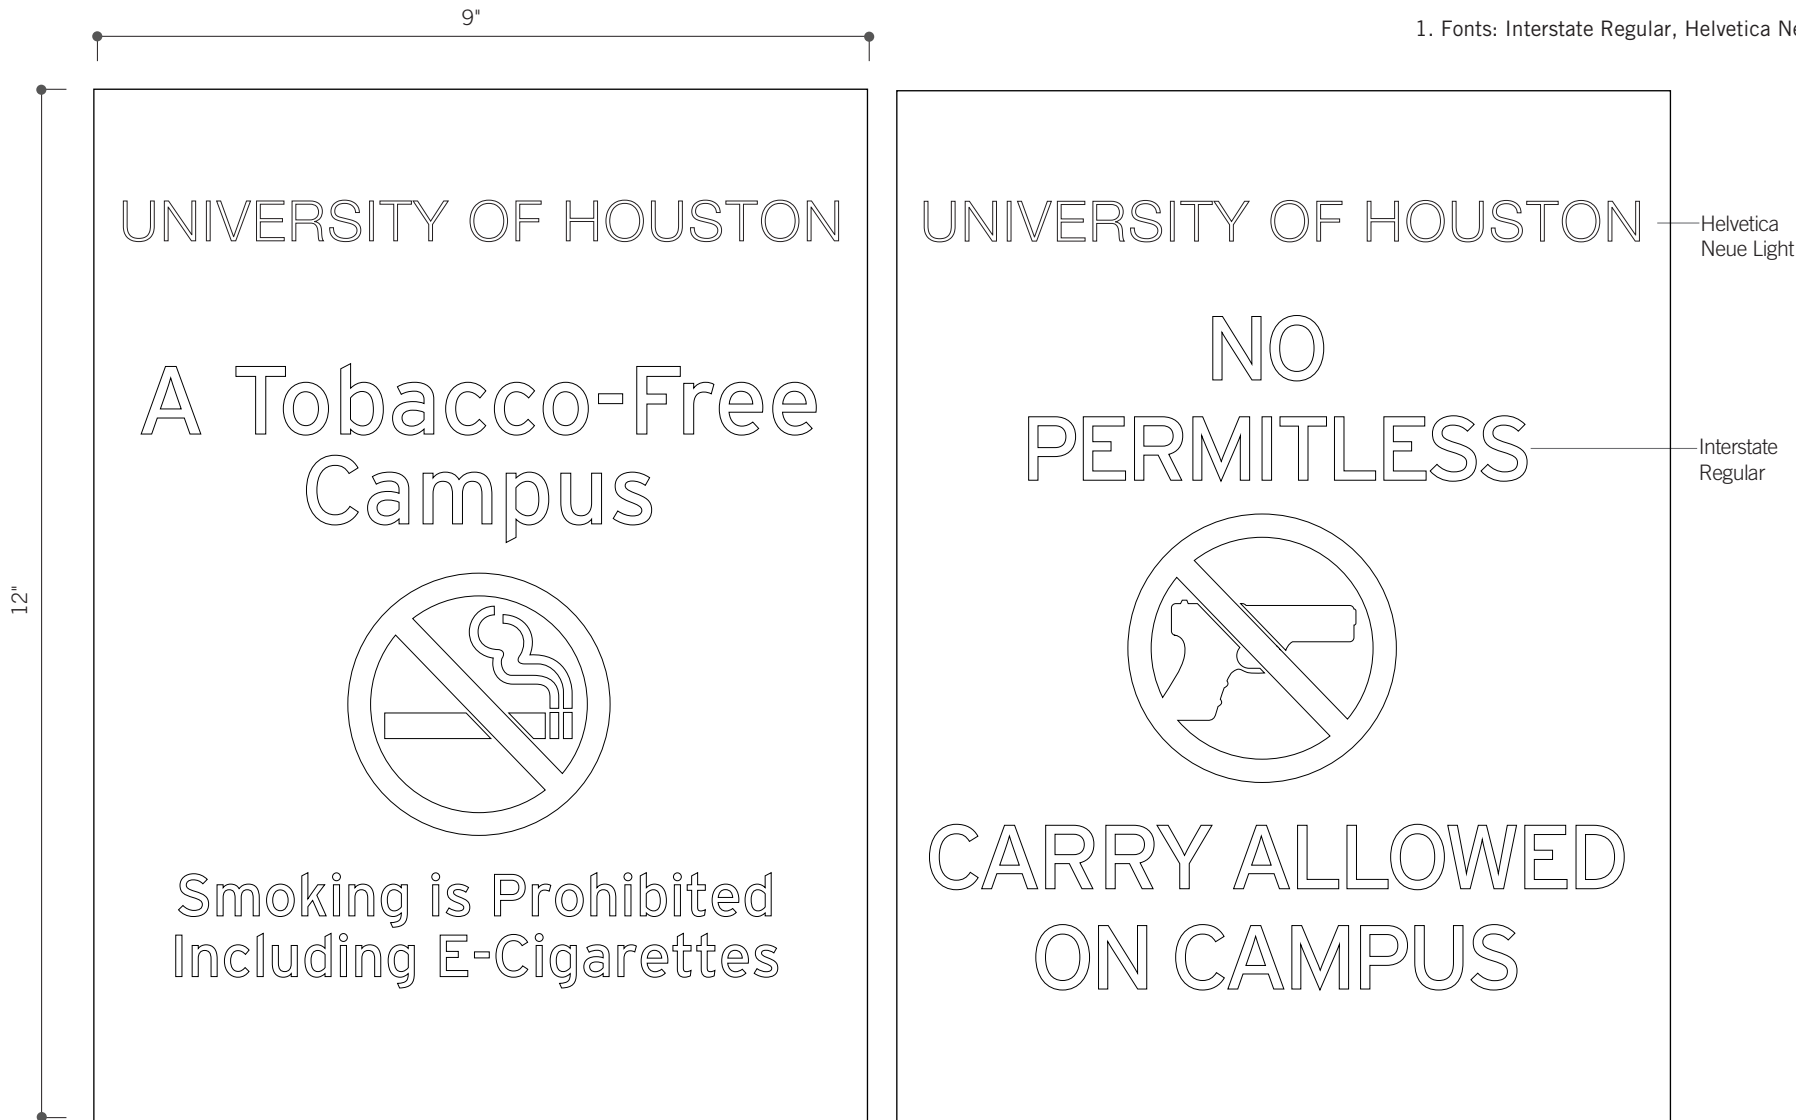 9"
1. Fonts: Interstate Regular, Helvetica
12"
UNIVERSITY OF HOUSTON
A Tobacco-Free
Campus
Smoking is Prohibited
Including E-Cigarettes
UNIVERSITY OF HOUSTON
NO
PERMITLESS
CARRY ALLOWED
ON CAMPUS
Helvetica
Neue Light
Interstate
Regular